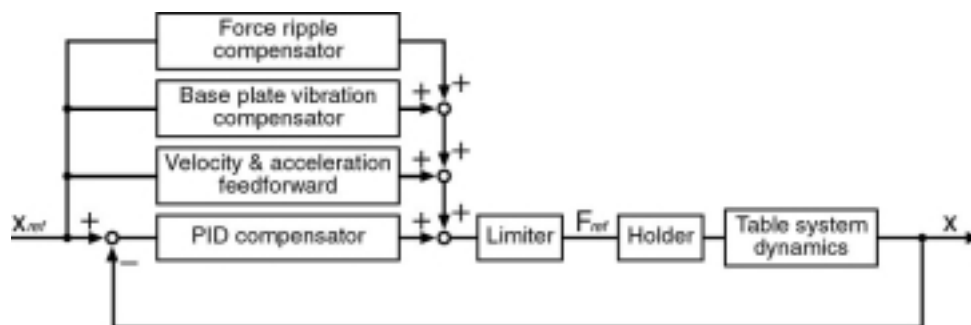 Force ripple
compensator
+
+
Base plate vibration
compensator
+
+
Velocity & acceleration
feedforward
+
+
Xref
+
PID compensator
+
Limiter
Fref
Holder
Table system
dynamics
X
−